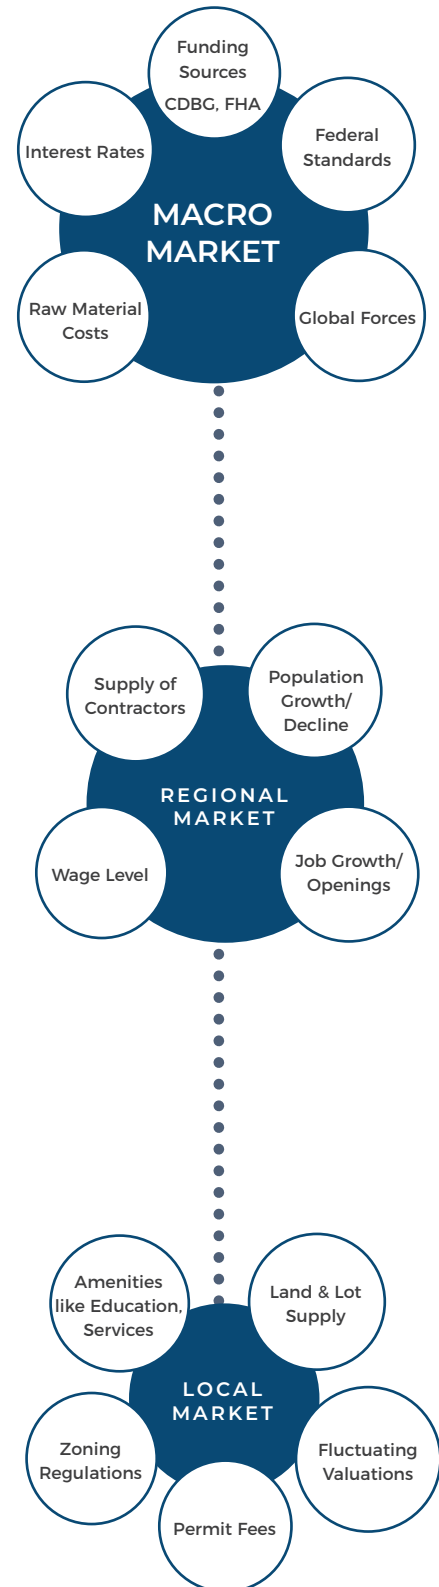 Funding
Sources
CDBG, FHA
Interest Rates
Federal
Standards
MACRO
MARKET
Raw Material
Costs
Global Forces
Supply of
Contractors
Population
Growth/
Decline
REGIONAL
MARKET
Wage Level
Job Growth/
Openings
Amenities
like Education,
Services
Land & Lot
Supply
LOCAL
MARKET
Zoning
Regulations
Fluctuating
Valuations
Permit Fees